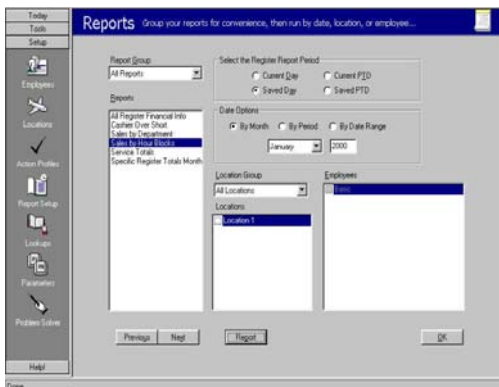 Today
Tools
Setup
Employees
Locations
Action Profiles
Report Setup
Lookups
Parameters
Problem Solver
Help!
Done
Reports Group your reports for convenience, then run by date, location, or employee...
Report Group
All Reports
Reports
All Register Financial Info
Cashier Over Short
Sales by Department
Sales by Hour Blocks
Service Totals
Specific Register Totals Month
Select the Register Report Period
Current Day
Current PTD
Saved Day
Saved PTD
Date Options
By Month
By Period
By Date Range
January
2000
Location Group
All Locations
Locations
Location 1
Employees
Previous
Next
Report
OK